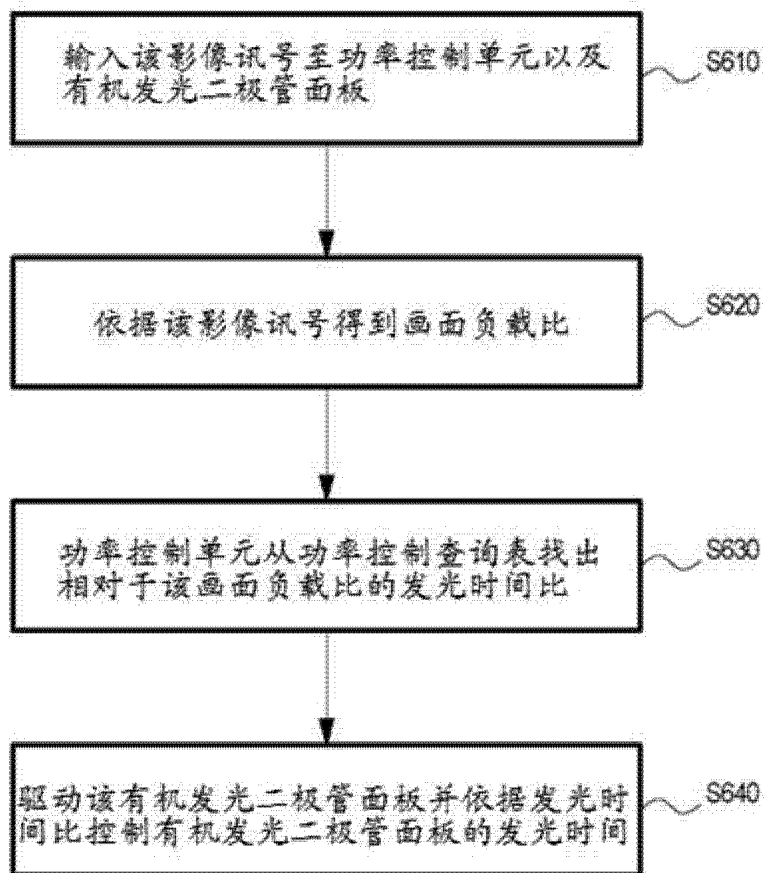 输入该影像讯号至功率控制单元以及
有机发光二极管面板
S610
依据该影像讯号得到画面负载比
S620
功率控制单元从功率控制查询表找出
相对于该画面负载比的发光时间比
S630
驱动该有机发光二极管面板并依据发光时
间比控制有机发光二极管面板的发光时间
S640